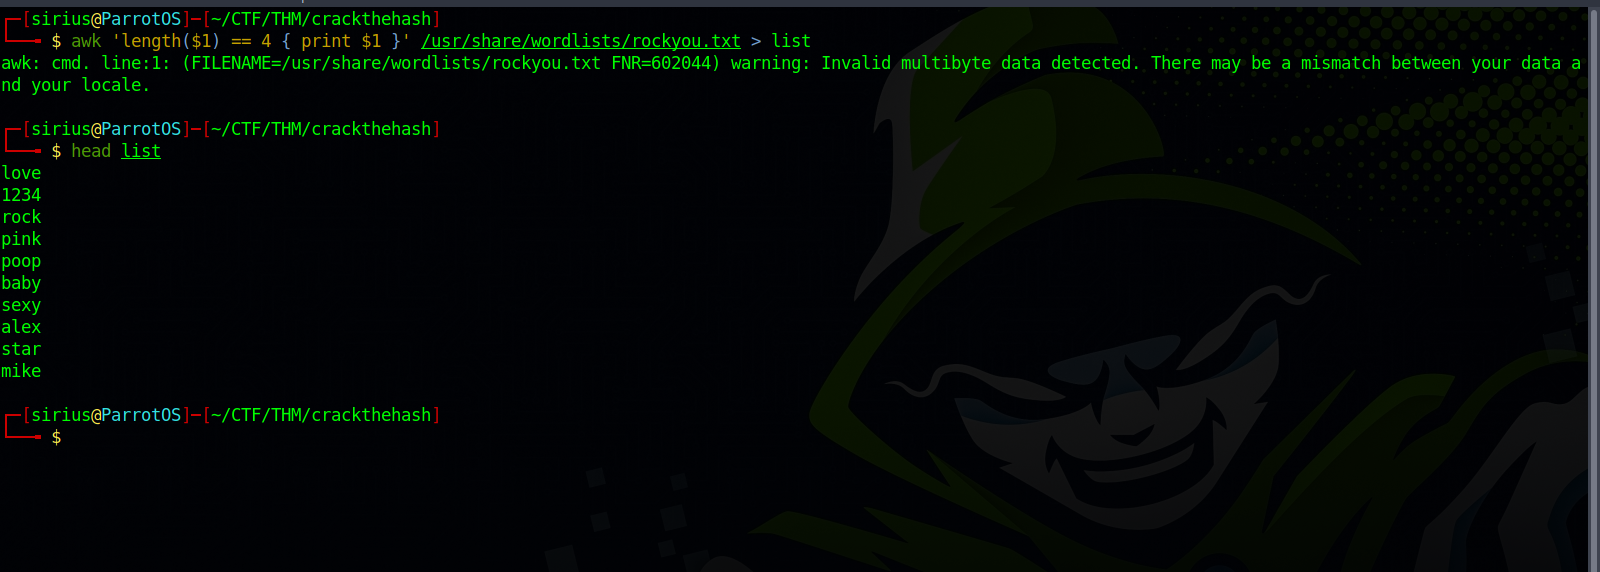 [sirius@ParrotOS]─[~/CTF/THM/crackthehash]
$ awk 'length($1) == 4 { print $1 }' /usr/share/wordlists/rockyou.txt > list
awk: cmd. line:1: (FILENAME=/usr/share/wordlists/rockyou.txt FNR=602044) warning: Invalid multibyte data detected. There may be a mismatch between your data a
nd your locale.
[sirius@ParrotOS]─[~/CTF/THM/crackthehash]
$ head list
love
1234
rock
pink
poop
baby
sexy
alex
star
mike
[sirius@ParrotOS]─[~/CTF/THM/crackthehash]
$